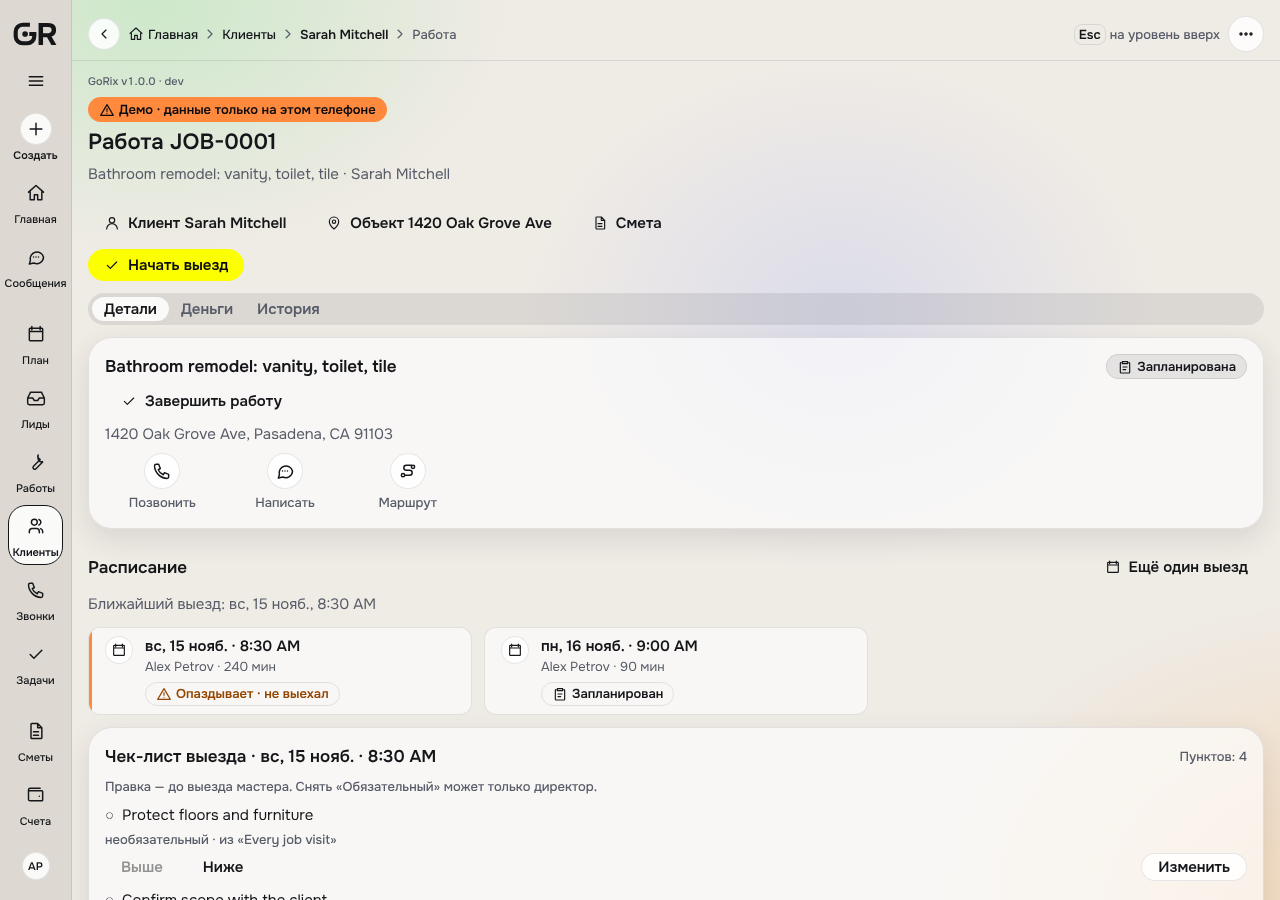 GR
Главная
Клиенты
Sarah Mitchell
Работа
Esc на уровень вверх
GoRix v1.0.0 · dev
Демо · данные только на этом телефоне
Работа JOB-0001
Bathroom remodel: vanity, toilet, tile · Sarah Mitchell
Клиент Sarah Mitchell
Объект 1420 Oak Grove Ave
Смета
Начать выезд
Детали
Деньги
История
Bathroom remodel: vanity, toilet, tile
Запланирована
Завершить работу
1420 Oak Grove Ave, Pasadena, CA 91103
Позвонить
Написать
Маршрут
Расписание
Ещё один выезд
Ближайший выезд: вс, 15 нояб., 8:30 AM
вс, 15 нояб. · 8:30 AM
Alex Petrov · 240 мин
Опаздывает · не выехал
пн, 16 нояб. · 9:00 AM
Alex Petrov · 90 мин
Запланирован
Чек-лист выезда · вс, 15 нояб. · 8:30 AM
Пунктов: 4
Правка — до выезда мастера. Снять «Обязательный» может только директор.
Protect floors and furniture
необязательный · из «Every job visit»
Выше
Ниже
Изменить
Confirm scope with the client
Создать
Главная
Сообщения
План
Лиды
Работы
Клиенты
Звонки
Задачи
Сметы
Счета
AP